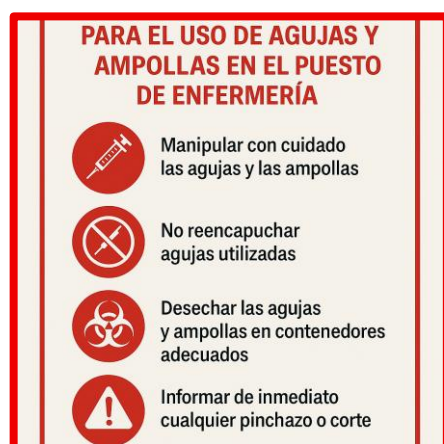 PARA EL USO DE AGUJAS Y
AMPOLLAS EN EL PUESTO
DE ENFERMERÍA
Manipular con cuidado
las agujas y las ampollas
No reencapuchar
agujas utilizadas
Desechar las agujas
y ampollas en contenedores
adecuados
Informar de inmediato
cualquier pinchazo o corte